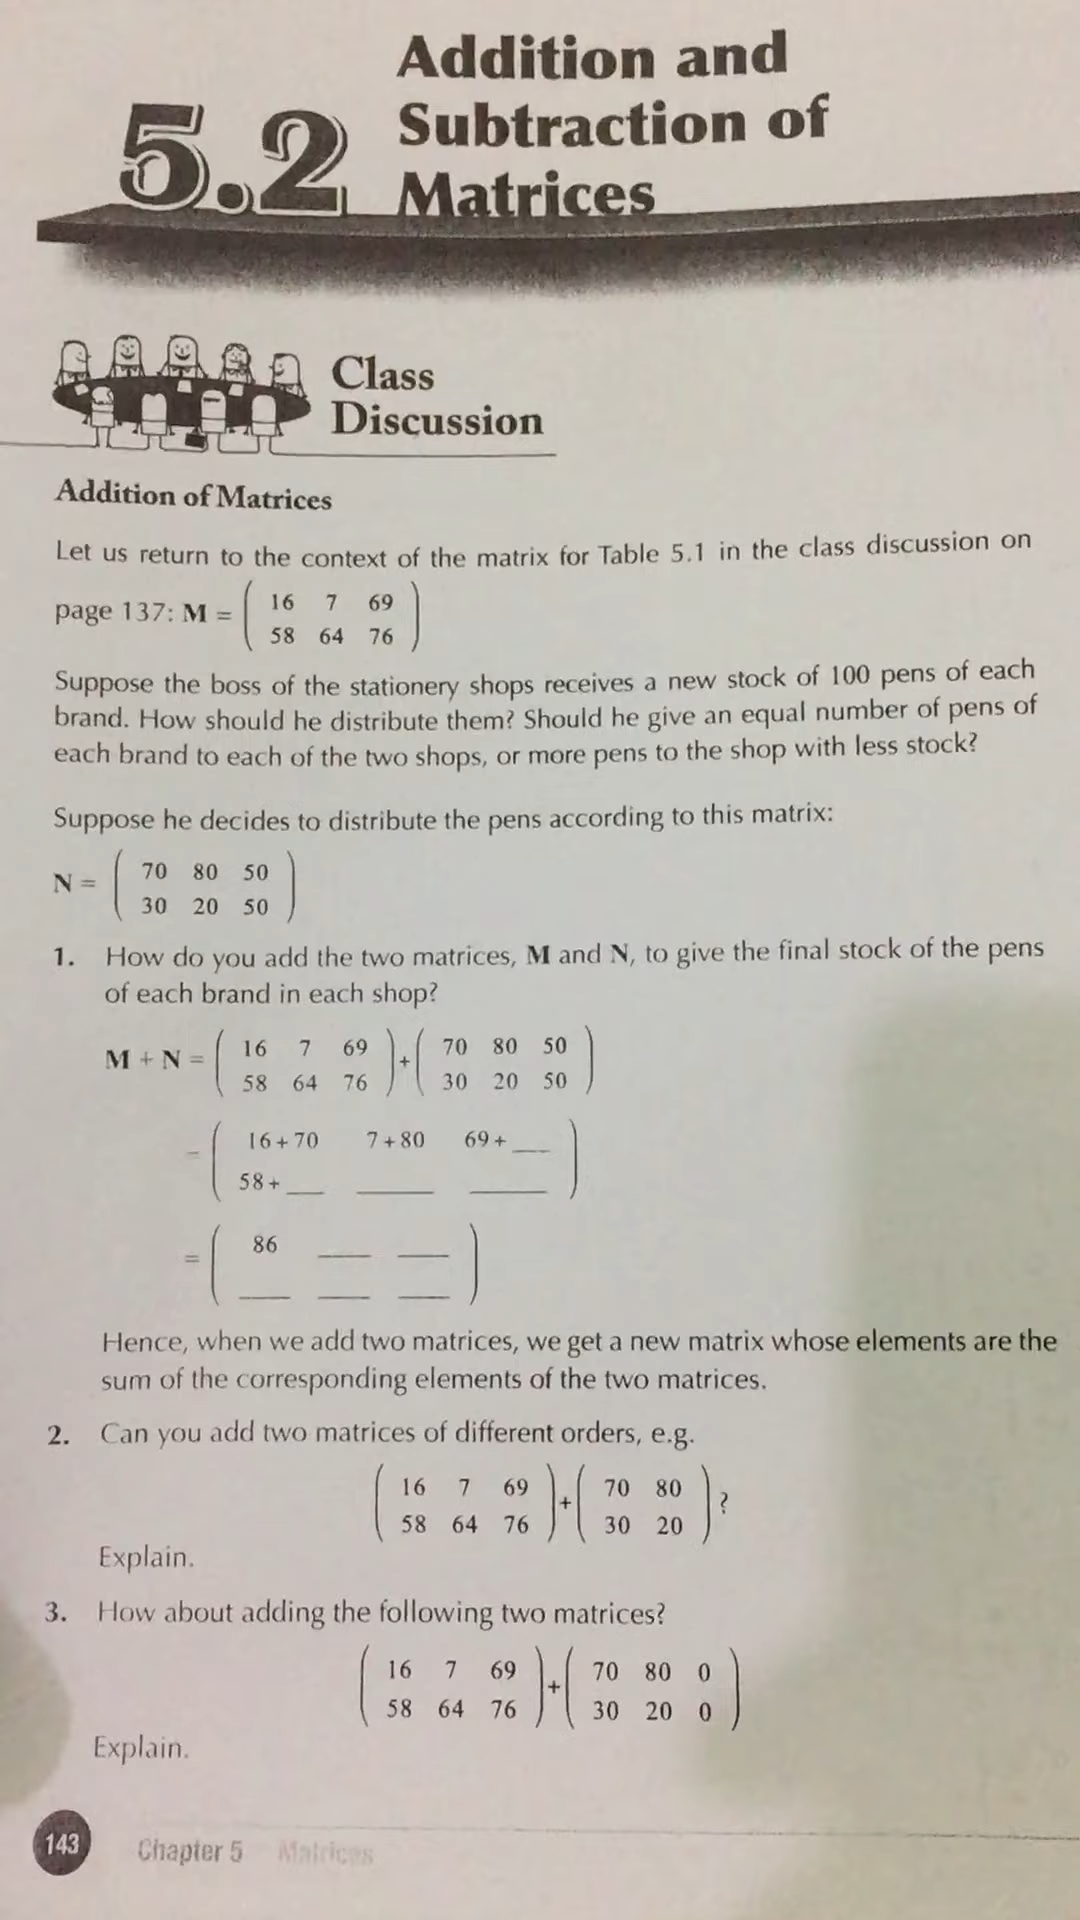 5.2
Addition and
Subtraction of
Matrices
Class
Discussion
Addition of Matrices
Let us return to the context of the matrix for Table 5.1 in the class discussion on
page 137: M = ( 16 7 69
58 64 76 )
Suppose the boss of the stationery shops receives a new stock of 100 pens of each
brand. How should he distribute them? Should he give an equal number of pens of
each brand to each of the two shops, or more pens to the shop with less stock?
Suppose he decides to distribute the pens according to this matrix:
N = ( 70 80 50
30 20 50 )
1. How do you add the two matrices, M and N, to give the final stock of the pens
of each brand in each shop?
M + N = ( 16 7 69 ) + ( 70 80 50 )
58 64 76 30 20 50
= ( 16 + 70 7 + 80 69 + ___
58 + ___ ______ ______ )
= ( 86 ____ ____
____ ____ ____ )
Hence, when we add two matrices, we get a new matrix whose elements are the
sum of the corresponding elements of the two matrices.
2. Can you add two matrices of different orders, e.g.
( 16 7 69 ) + ( 70 80 ) ?
58 64 76 30 20
Explain.
3. How about adding the following two matrices?
( 16 7 69 ) + ( 70 80 0 )
58 64 76 30 20 0
Explain.
143 Chapter 5 Matrices